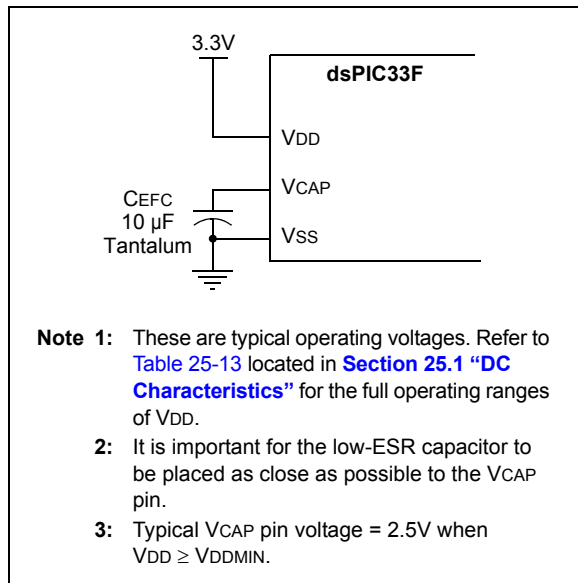 3.3V
dsPIC33F
VDD
VCAP
VSS
CEFC
10 µF
Tantalum
Note 1: These are typical operating voltages. Refer to
Table 25-13 located in Section 25.1 “DC
Characteristics” for the full operating ranges
of VDD.
2: It is important for the low-ESR capacitor to
be placed as close as possible to the VCAP
pin.
3: Typical VCAP pin voltage = 2.5V when
VDD ≥ VDDMIN.